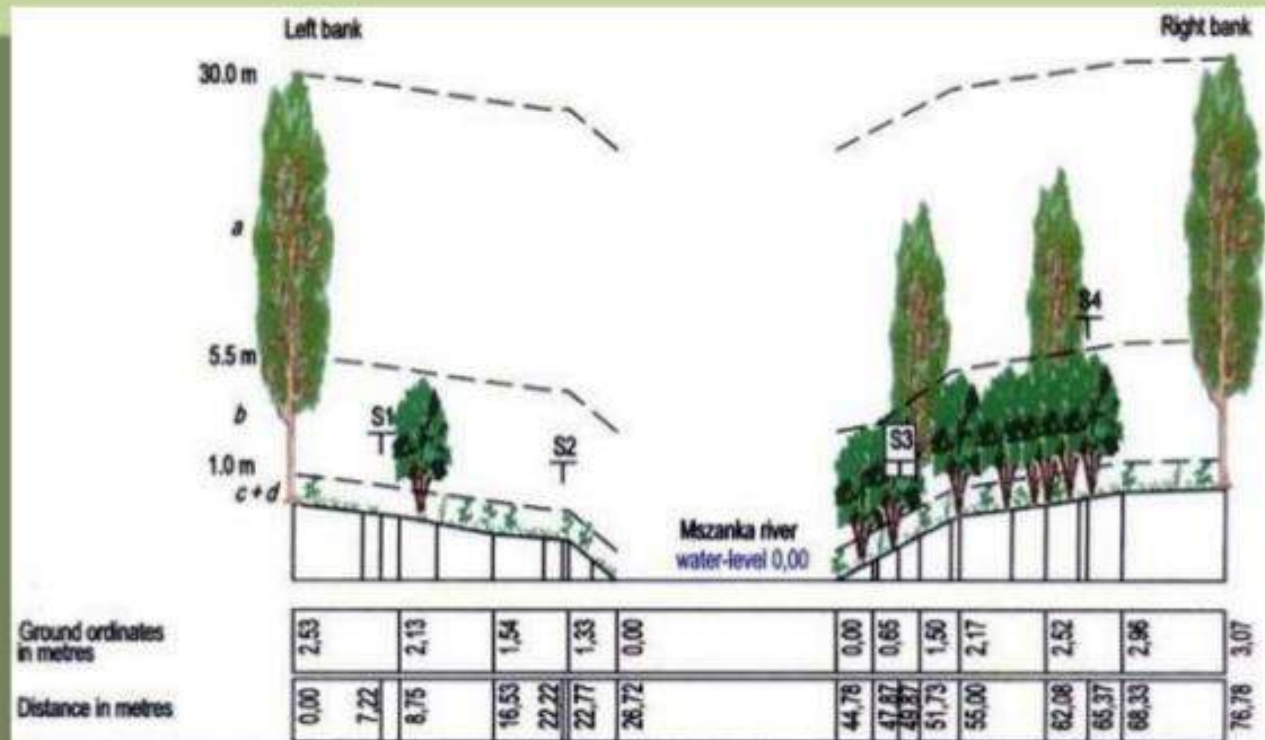 Left bank
Right bank
30.0 m
a
5.5 m
b
1.0 m
c + d
S1
S2
S3
S4
Mszanka river
water-level 0,00
Ground ordinates
in metres
2,53
2,13
1,54
1,33
0,00
0,00
0,65
1,50
2,17
2,52
2,96
3,07
Distance in metres
0,00
7,22
8,75
16,53
22,22
22,77
26,72
44,78
47,87
49,87
51,73
55,00
62,08
65,37
68,33
76,78